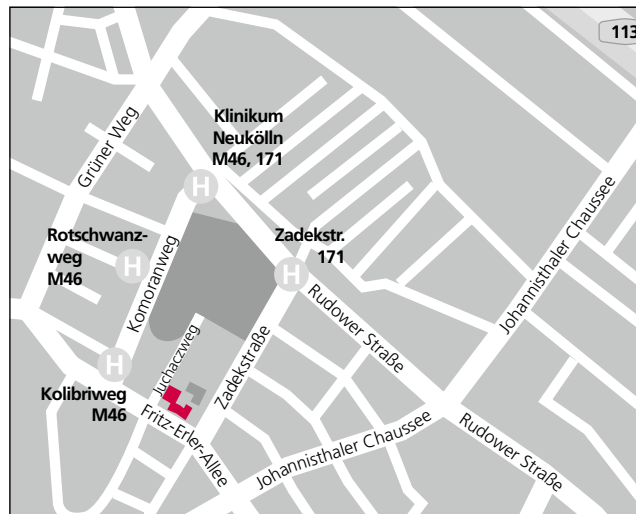 113
Klinikum
Neukölln
M46, 171
Grüner Weg
H
Rotschwanz-
weg
M46
H
Komoranweg
Zadekstr.
171
H
Johannisthaler Chaussee
Rudower Straße
H
Kolibriweg
M46
Juchaczweg
Zadekstraße
Fritz-Erler-Allee
Johannisthaler Chaussee
Rudower Straße